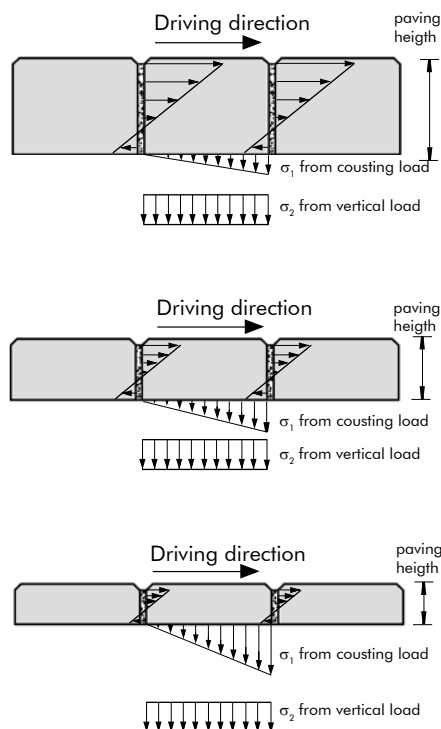 Driving direction
paving
heigth
σ1 from cousting load
σ2 from vertical load
Driving direction
paving
heigth
σ1 from cousting load
σ2 from vertical load
Driving direction
paving
heigth
σ1 from cousting load
σ2 from vertical load